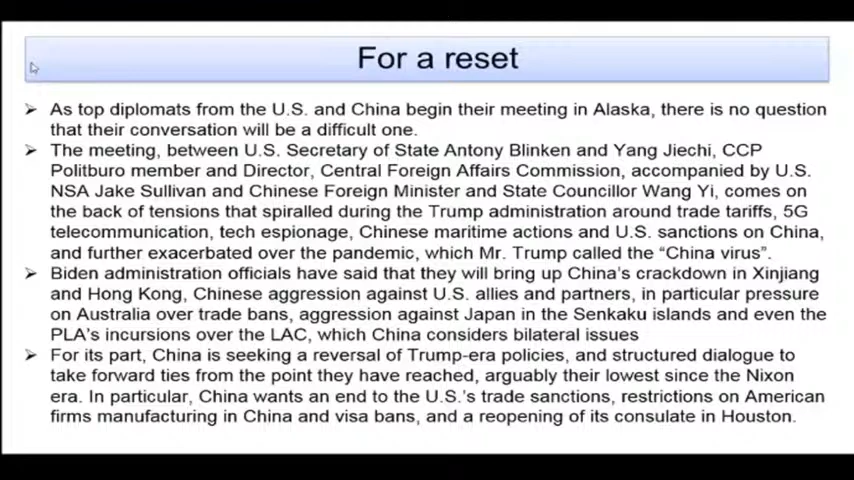 For a reset
➢ As top diplomats from the U.S. and China begin their meeting in Alaska, there is no question
that their conversation will be a difficult one.
➢ The meeting, between U.S. Secretary of State Antony Blinken and Yang Jiechi, CCP
Politburo member and Director, Central Foreign Affairs Commission, accompanied by U.S.
NSA Jake Sullivan and Chinese Foreign Minister and State Councillor Wang Yi, comes on
the back of tensions that spiralled during the Trump administration around trade tariffs, 5G
telecommunication, tech espionage, Chinese maritime actions and U.S. sanctions on China,
and further exacerbated over the pandemic, which Mr. Trump called the “China virus”.
➢ Biden administration officials have said that they will bring up China’s crackdown in Xinjiang
and Hong Kong, Chinese aggression against U.S. allies and partners, in particular pressure
on Australia over trade bans, aggression against Japan in the Senkaku islands and even the
PLA’s incursions over the LAC, which China considers bilateral issues
➢ For its part, China is seeking a reversal of Trump-era policies, and structured dialogue to
take forward ties from the point they have reached, arguably their lowest since the Nixon
era. In particular, China wants an end to the U.S.’s trade sanctions, restrictions on American
firms manufacturing in China and visa bans, and a reopening of its consulate in Houston.